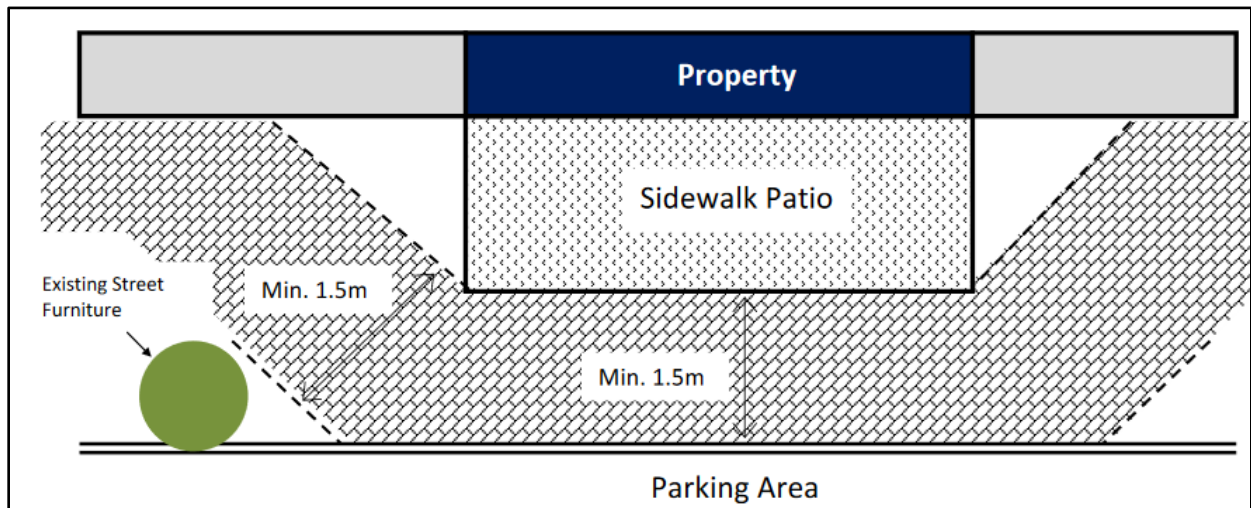 Property
Sidewalk Patio
Existing Street
Furniture
Min. 1.5m
Min. 1.5m
Parking Area